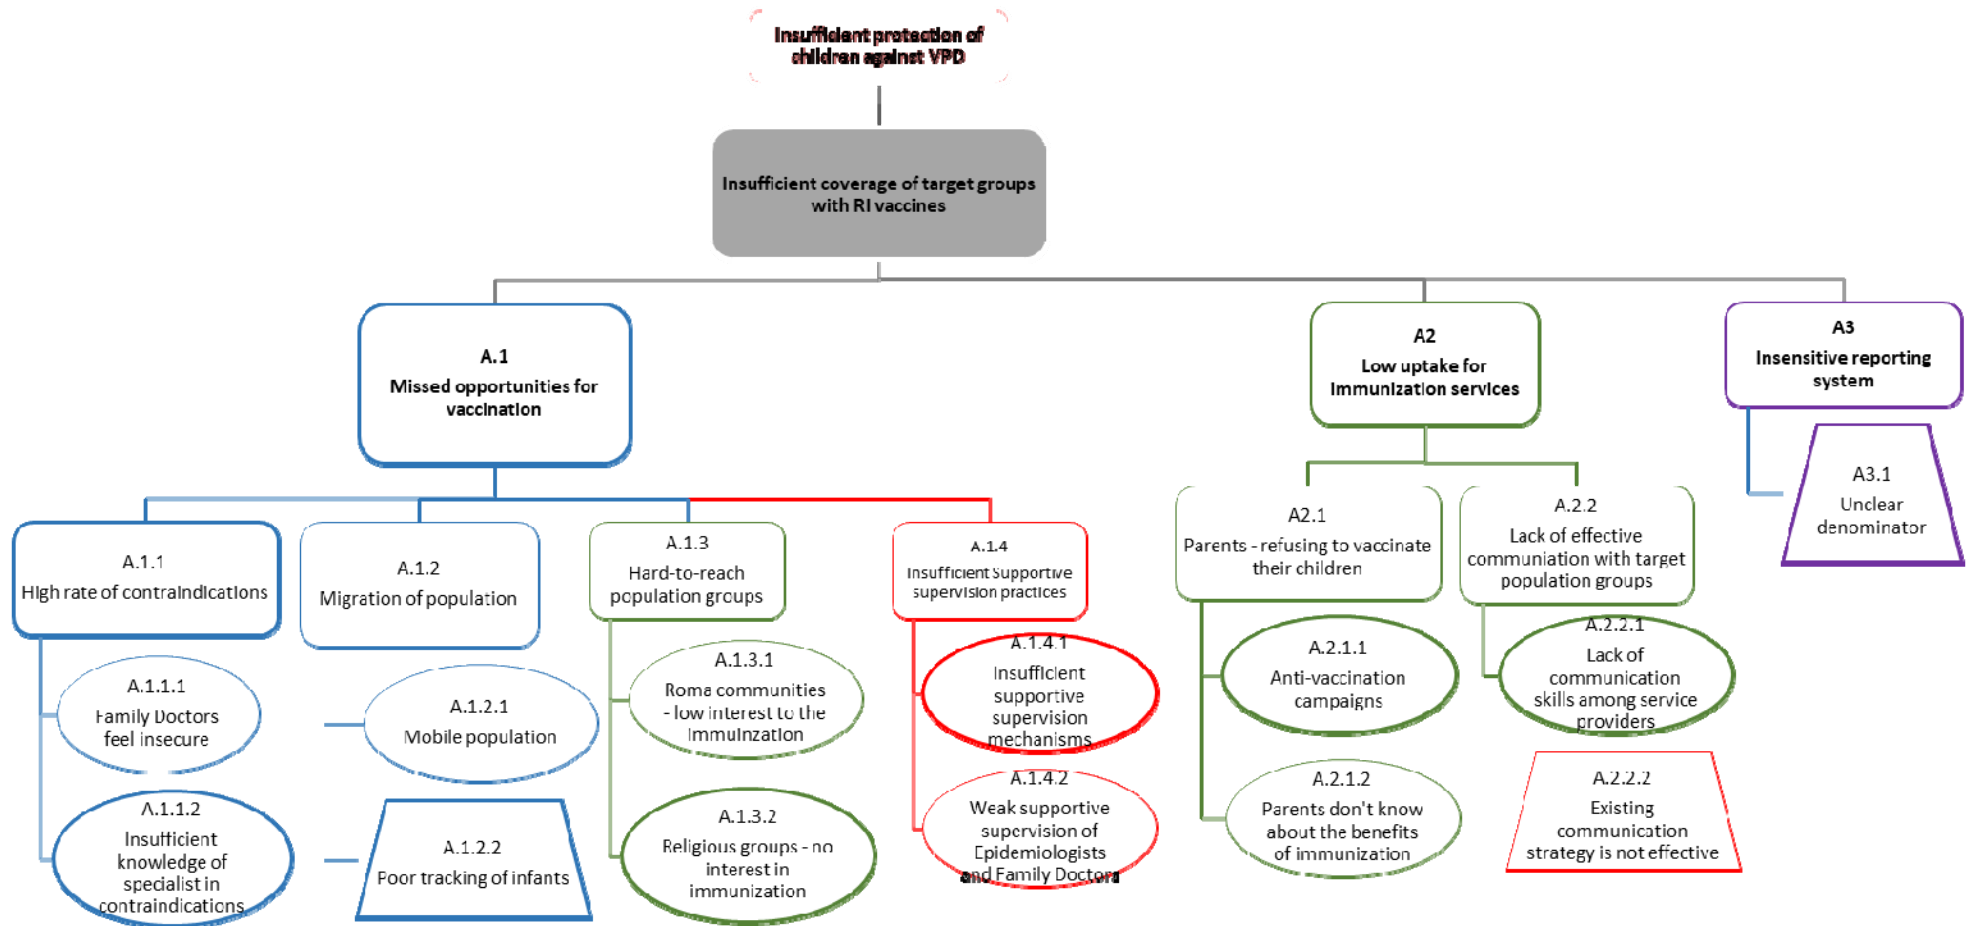 Insufficient protection of
children against VPD
Insufficient coverage of target groups
with RI vaccines
A.1
Missed opportunities for
vaccination
A2
Low uptake for
immunization services
A3
Insensitive reporting
system
A.1.1
High rate of contraindications
A.1.2
Migration of population
A.1.3
Hard-to-reach
population groups
A.1.4
Insufficient Supportive
supervision practices
A2.1
Parents - refusing to vaccinate
their children
A.2.2
Lack of effective
communiation with target
population groups
A3.1
Unclear
denominator
A.1.1.1
Family Doctors
feel insecure
A.1.1.2
Insufficient
knowledge of
specialist in
contraindications
A.1.2.1
Mobile population
A.1.2.2
Poor tracking of infants
A.1.3.1
Roma communities
- low interest to the
immuinzation
A.1.3.2
Religious groups - no
interest in
immunization
A.1.4.1
Insufficient
supportive
supervision
mechanisms
A.1.4.2
Weak supportive
supervision of
Epidemiologists
and Family Doctors
A.2.1.1
Anti-vaccination
campaigns
A.2.1.2
Parents don't know
about the benefits
of immunization
A.2.2.1
Lack of
communication
skills among service
providers
A.2.2.2
Existing
communication
strategy is not effective